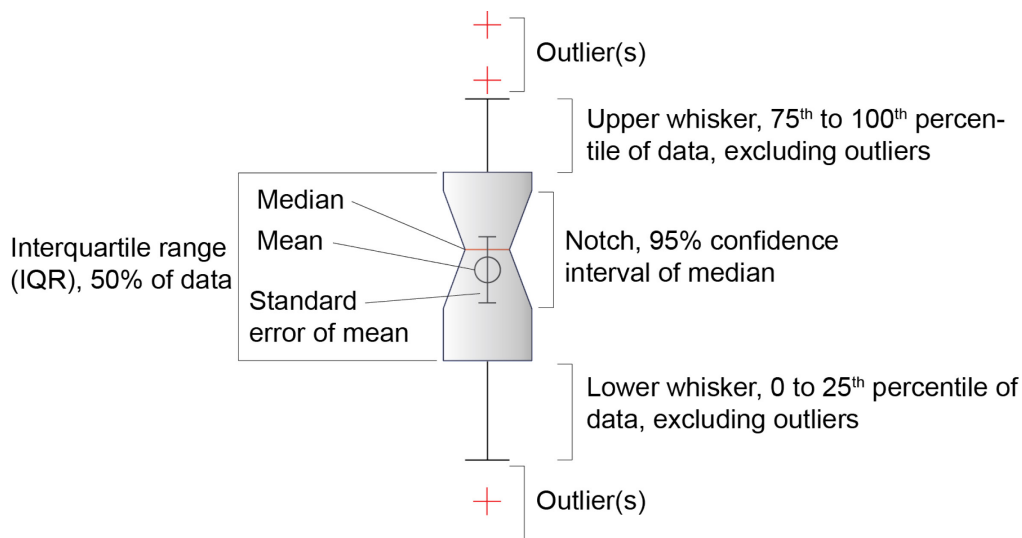 Outlier(s)
Upper whisker, 75th to 100th percen-
tile of data, excluding outliers
Median
Mean
Interquartile range
(IQR), 50% of data
Standard
error of mean
Notch, 95% confidence
interval of median
Lower whisker, 0 to 25th percentile of
data, excluding outliers
Outlier(s)